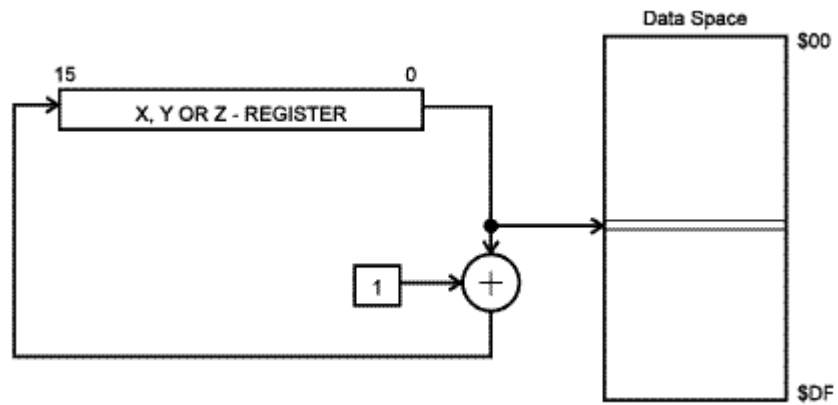 Data Space
$00
15 0
X, Y OR Z - REGISTER
1
+
$DF